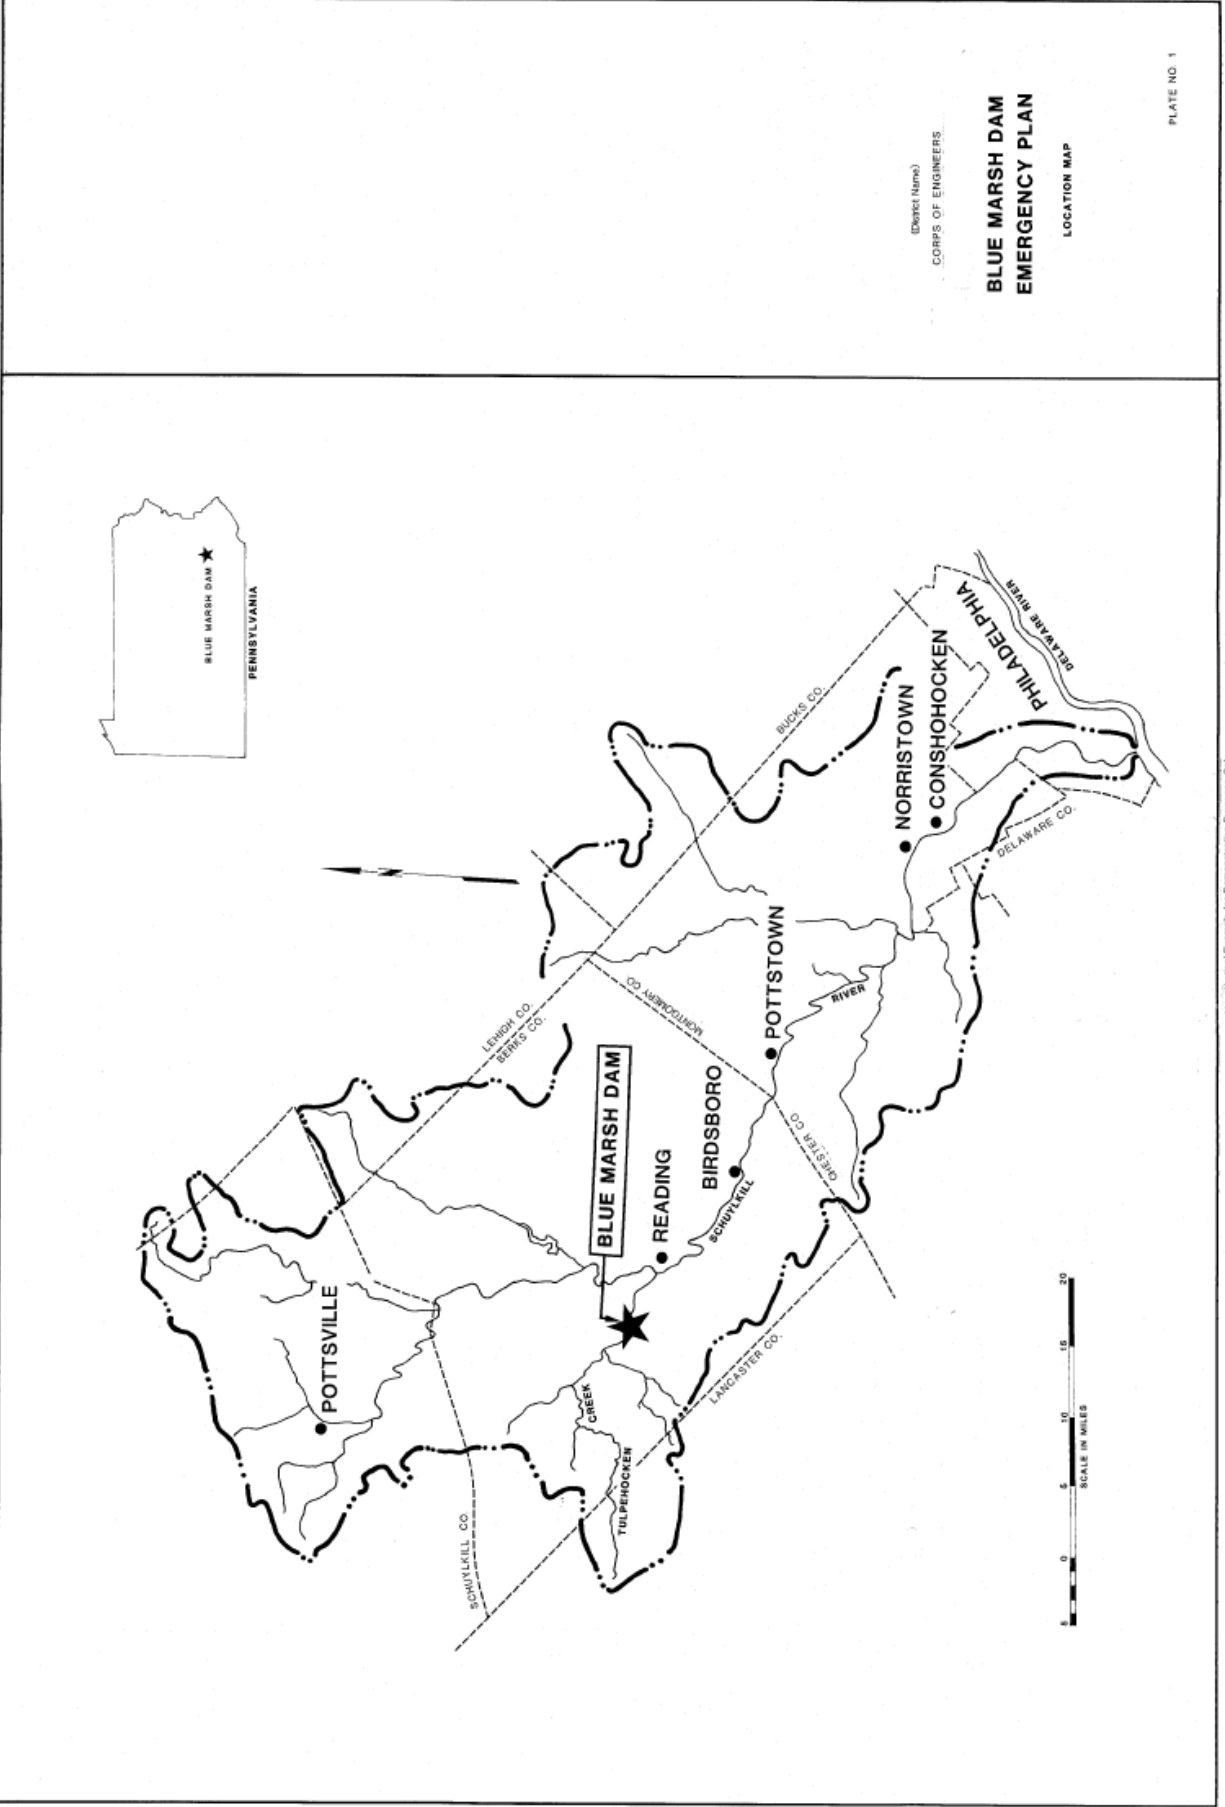 BLUE MARSH DAM
PENNSYLVANIA
POTTSVILLE
SCHUYLKILL CO.
LEHIGH CO.
BERKS CO.
BLUE MARSH DAM
READING
BIRDSBORO
POTTSTOWN
MONTGOMERY CO.
BUCKS CO.
NORRISTOWN
CONSHOHOCKEN
PHILADELPHIA
DELAWARE RIVER
DELAWARE CO.
RIVER
SCHUYLKILL
CHESTER CO
LANCASTER CO.
CREEK
TULPEHOCKEN
5 0 5 10 15 20
SCALE IN MILES
(District Name)
CORPS OF ENGINEERS
BLUE MARSH DAM
EMERGENCY PLAN
LOCATION MAP
PLATE NO. 1